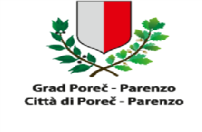 Grad Poreč - Parenzo
Città di Poreč - Parenzo